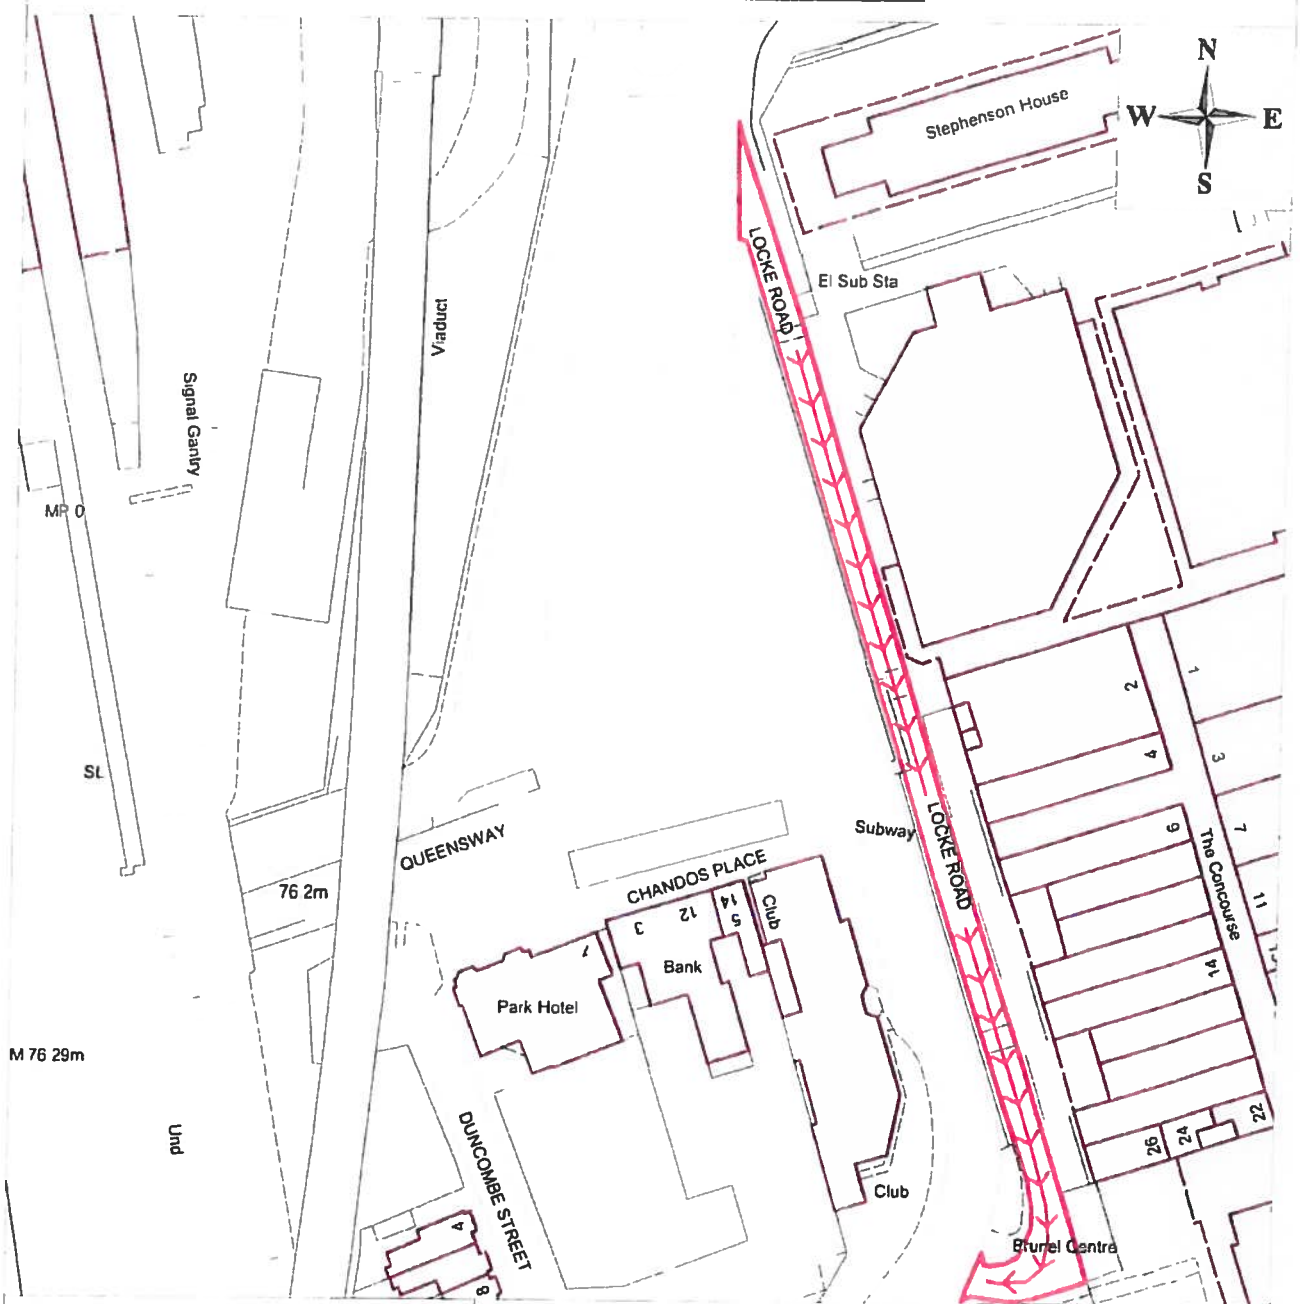 N
W E
S
Stephenson House
LOCKE ROAD
El Sub Sta
Viaduct
Signal Gantry
MP 0
SL
QUEENSWAY
76 2m
CHANDOS PLACE
Subway
LOCKE ROAD
The Concourse
1
2
3
4
6
7
11
14
22
24
26
1
3
12
14
5
Club
Bank
Park Hotel
M 76 29m
Und
DUNCOMBE STREET
Club
Brunel Centre
4
8